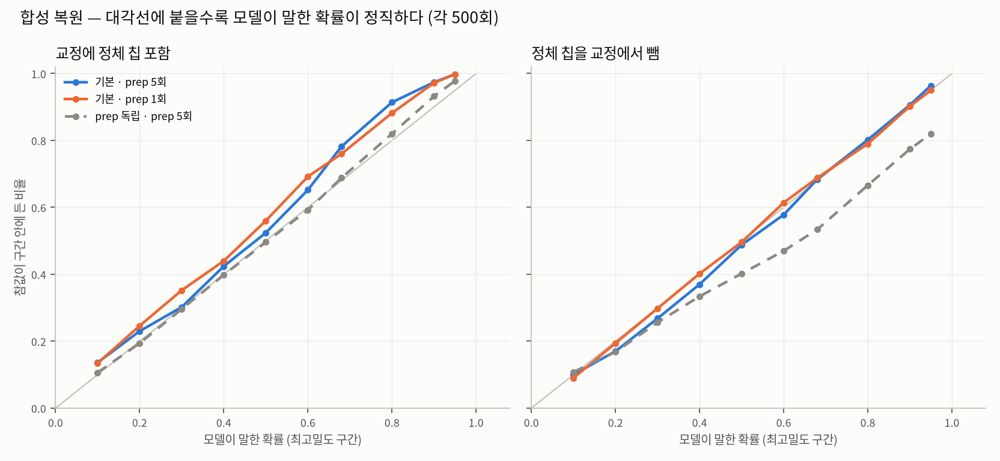 합성 복원 — 대각선에 붙을수록 모델이 말한 확률이 정직하다 (각 500회)
교정에 정체 칩 포함
기본 · prep 5회
기본 · prep 1회
prep 독립 · prep 5회
참값이 구간 안에 든 비율
1.0
0.8
0.6
0.4
0.2
0.0
0.0 0.2 0.4 0.6 0.8 1.0
모델이 말한 확률 (최고밀도 구간)
정체 칩을 교정에서 뺌
0.0 0.2 0.4 0.6 0.8 1.0
모델이 말한 확률 (최고밀도 구간)